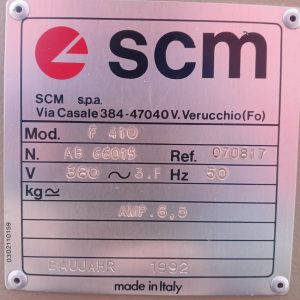 scm
SCM s.p.a.
Via Casale 384-47040 V. Verucchio (Fo)
Mod. F 410
N. AB 66015 Ref. 070817
V 380 ~ 3.F Hz 50
kg≃
AMP. 6,5
BAUJAHR 1992
made in Italy
0302110159